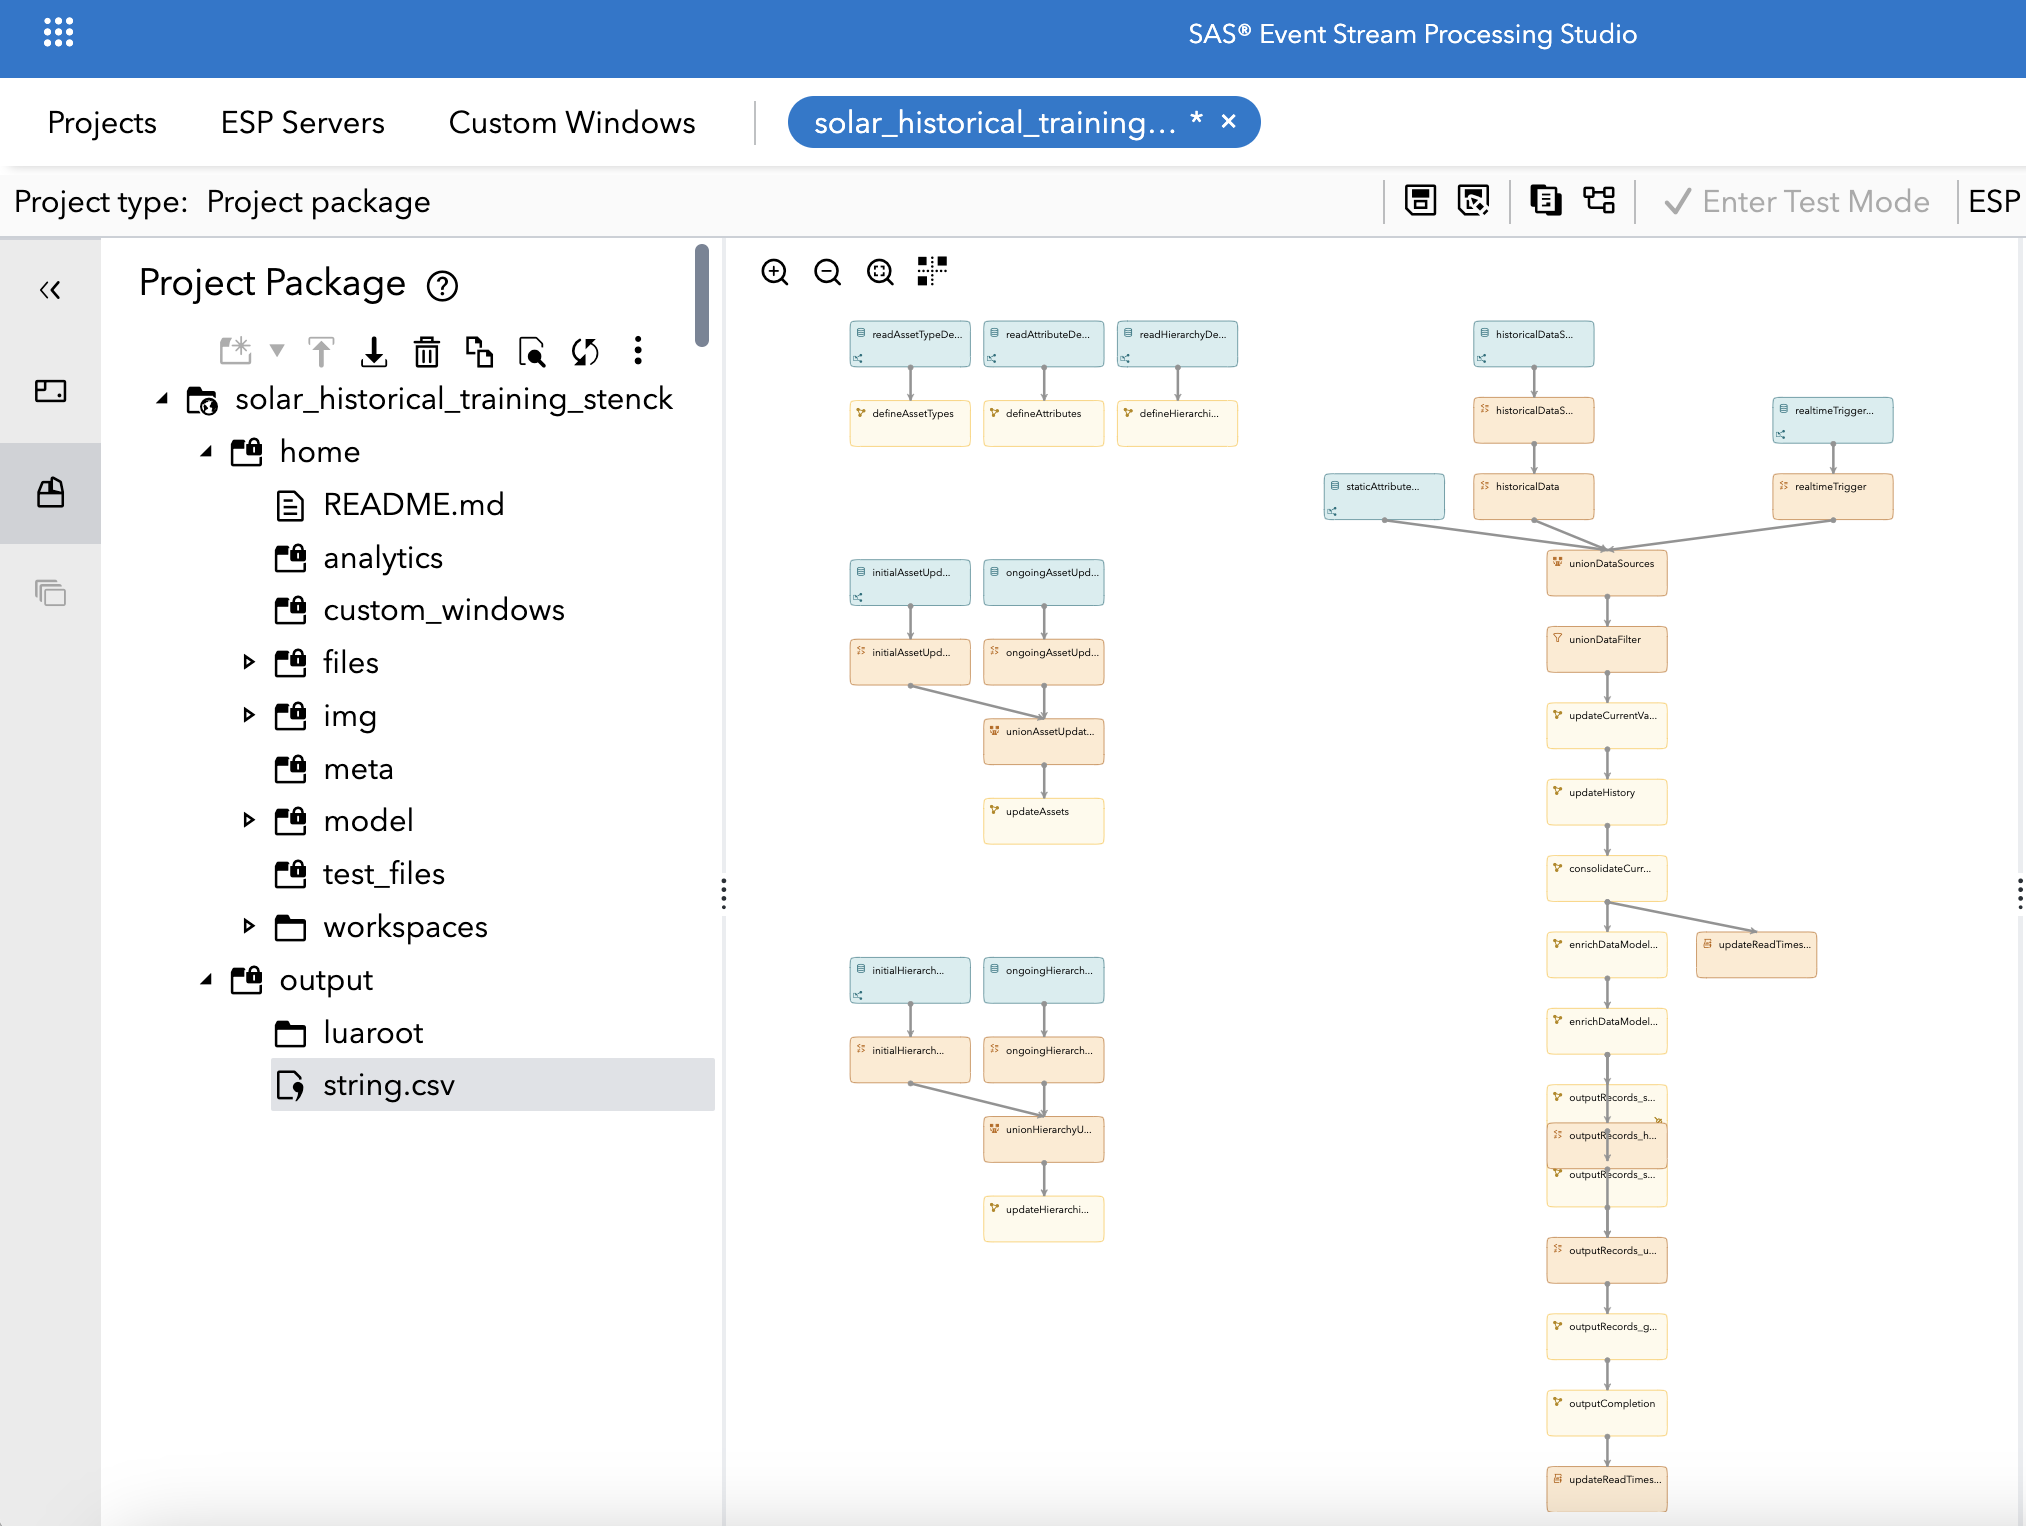 SAS® Event Stream Processing Studio
Projects
ESP Servers
Custom Windows
solar_historical_training... *
Project type: Project package
Enter Test Mode
ESP
Project Package
solar_historical_training_stenck
home
README.md
analytics
custom_windows
files
img
meta
model
test_files
workspaces
output
luaroot
string.csv
readAssetTypeDe...
readAttributeDe...
readHierarchyDe...
defineAssetTypes
defineAttributes
defineHierarchi...
initialAssetUpd...
ongoingAssetUpd...
initialAssetUpd...
ongoingAssetUpd...
unionAssetUpdat...
updateAssets
initialHierarch...
ongoingHierarch...
initialHierarch...
ongoingHierarch...
unionHierarchyU...
updateHierarchi...
historicalDataS...
historicalDataS...
realtimeTrigger...
staticAttribute...
historicalData
realtimeTrigger
unionDataSources
unionDataFilter
updateCurrentVa...
updateHistory
consolidateCurr...
enrichDataModel...
updateReadTimes...
enrichDataModel...
outputRecords_s...
outputRecords_h...
outputRecords_s...
outputRecords_u...
outputRecords_g...
outputCompletion
updateReadTimes...